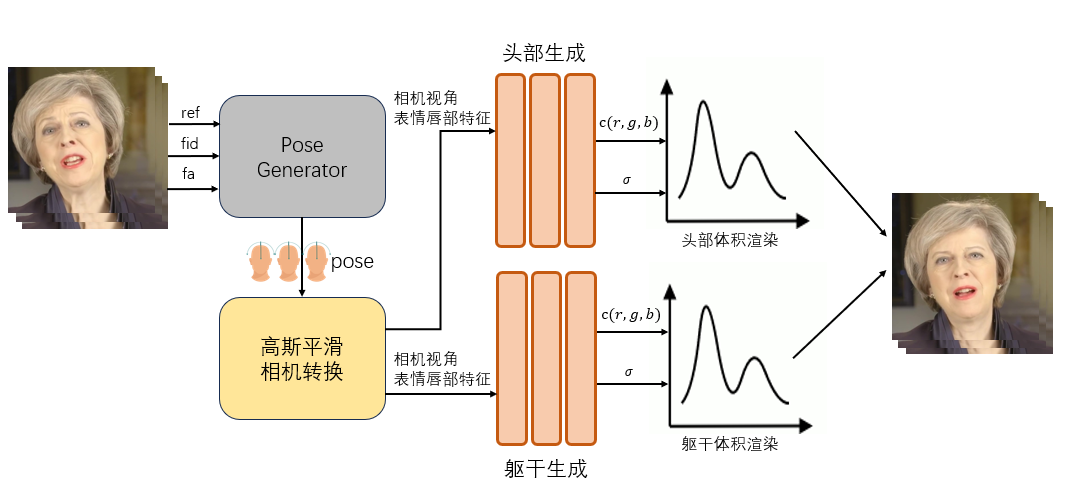 头部生成
相机视角
表情唇部特征
ref
fid
fa
Pose
Generator
c(r,g,b)
σ
头部体积渲染
pose
高斯平滑
相机转换
相机视角
表情唇部特征
c(r,g,b)
σ
躯干体积渲染
躯干生成